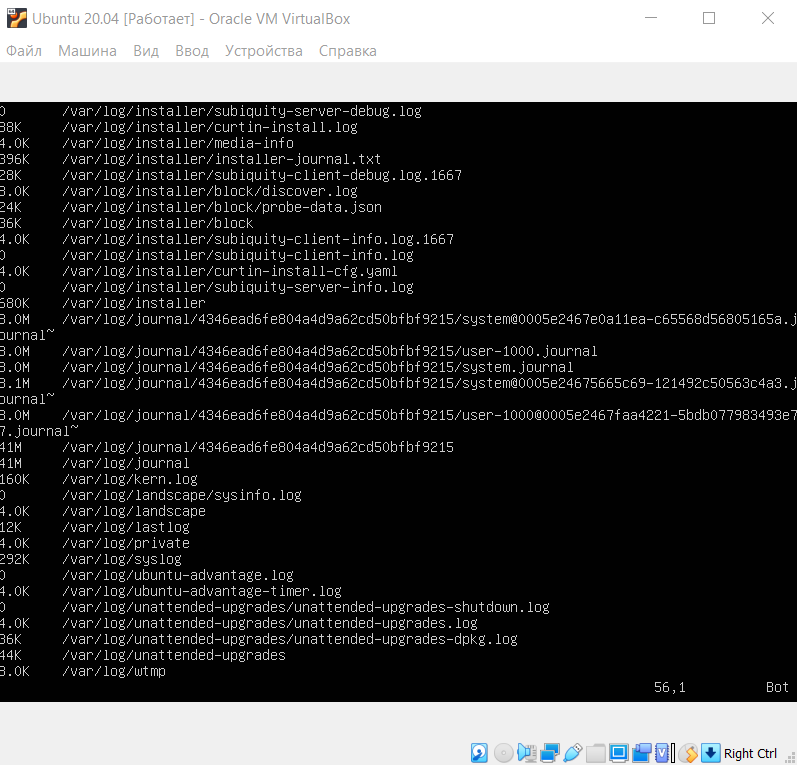 Ubuntu 20.04 [Работает] - Oracle VM VirtualBox
Файл Машина Вид Ввод Устройства Справка
0 /var/log/installer/subiquity-server-debug.log
88K /var/log/installer/curtin-install.log
4.0K /var/log/installer/media-info
396K /var/log/installer/installer-journal.txt
28K /var/log/installer/subiquity-client-debug.log.1667
8.0K /var/log/installer/block/discover.log
24K /var/log/installer/block/probe-data.json
36K /var/log/installer/block
4.0K /var/log/installer/subiquity-client-info.log.1667
0 /var/log/installer/subiquity-client-info.log
4.0K /var/log/installer/curtin-install-cfg.yaml
0 /var/log/installer/subiquity-server-info.log
680K /var/log/installer
8.0M /var/log/journal/4346ead6fe804a4d9a62cd50bfbf9215/system@0005e2467e0a11ea-c65568d56805165a.j
ournal~
8.0M /var/log/journal/4346ead6fe804a4d9a62cd50bfbf9215/user-1000.journal
8.0M /var/log/journal/4346ead6fe804a4d9a62cd50bfbf9215/system.journal
8.1M /var/log/journal/4346ead6fe804a4d9a62cd50bfbf9215/system@0005e24675665c69-121492c50563c4a3.j
ournal~
8.0M /var/log/journal/4346ead6fe804a4d9a62cd50bfbf9215/user-1000@0005e2467faa4221-5bdb077983493e7
7.journal~
41M /var/log/journal/4346ead6fe804a4d9a62cd50bfbf9215
41M /var/log/journal
160K /var/log/kern.log
0 /var/log/landscape/sysinfo.log
4.0K /var/log/landscape
12K /var/log/lastlog
4.0K /var/log/private
292K /var/log/syslog
0 /var/log/ubuntu-advantage.log
4.0K /var/log/ubuntu-advantage-timer.log
0 /var/log/unattended-upgrades/unattended-upgrades-shutdown.log
4.0K /var/log/unattended-upgrades/unattended-upgrades.log
36K /var/log/unattended-upgrades/unattended-upgrades-dpkg.log
44K /var/log/unattended-upgrades
8.0K /var/log/wtmp
56,1 Bot
Right Ctrl